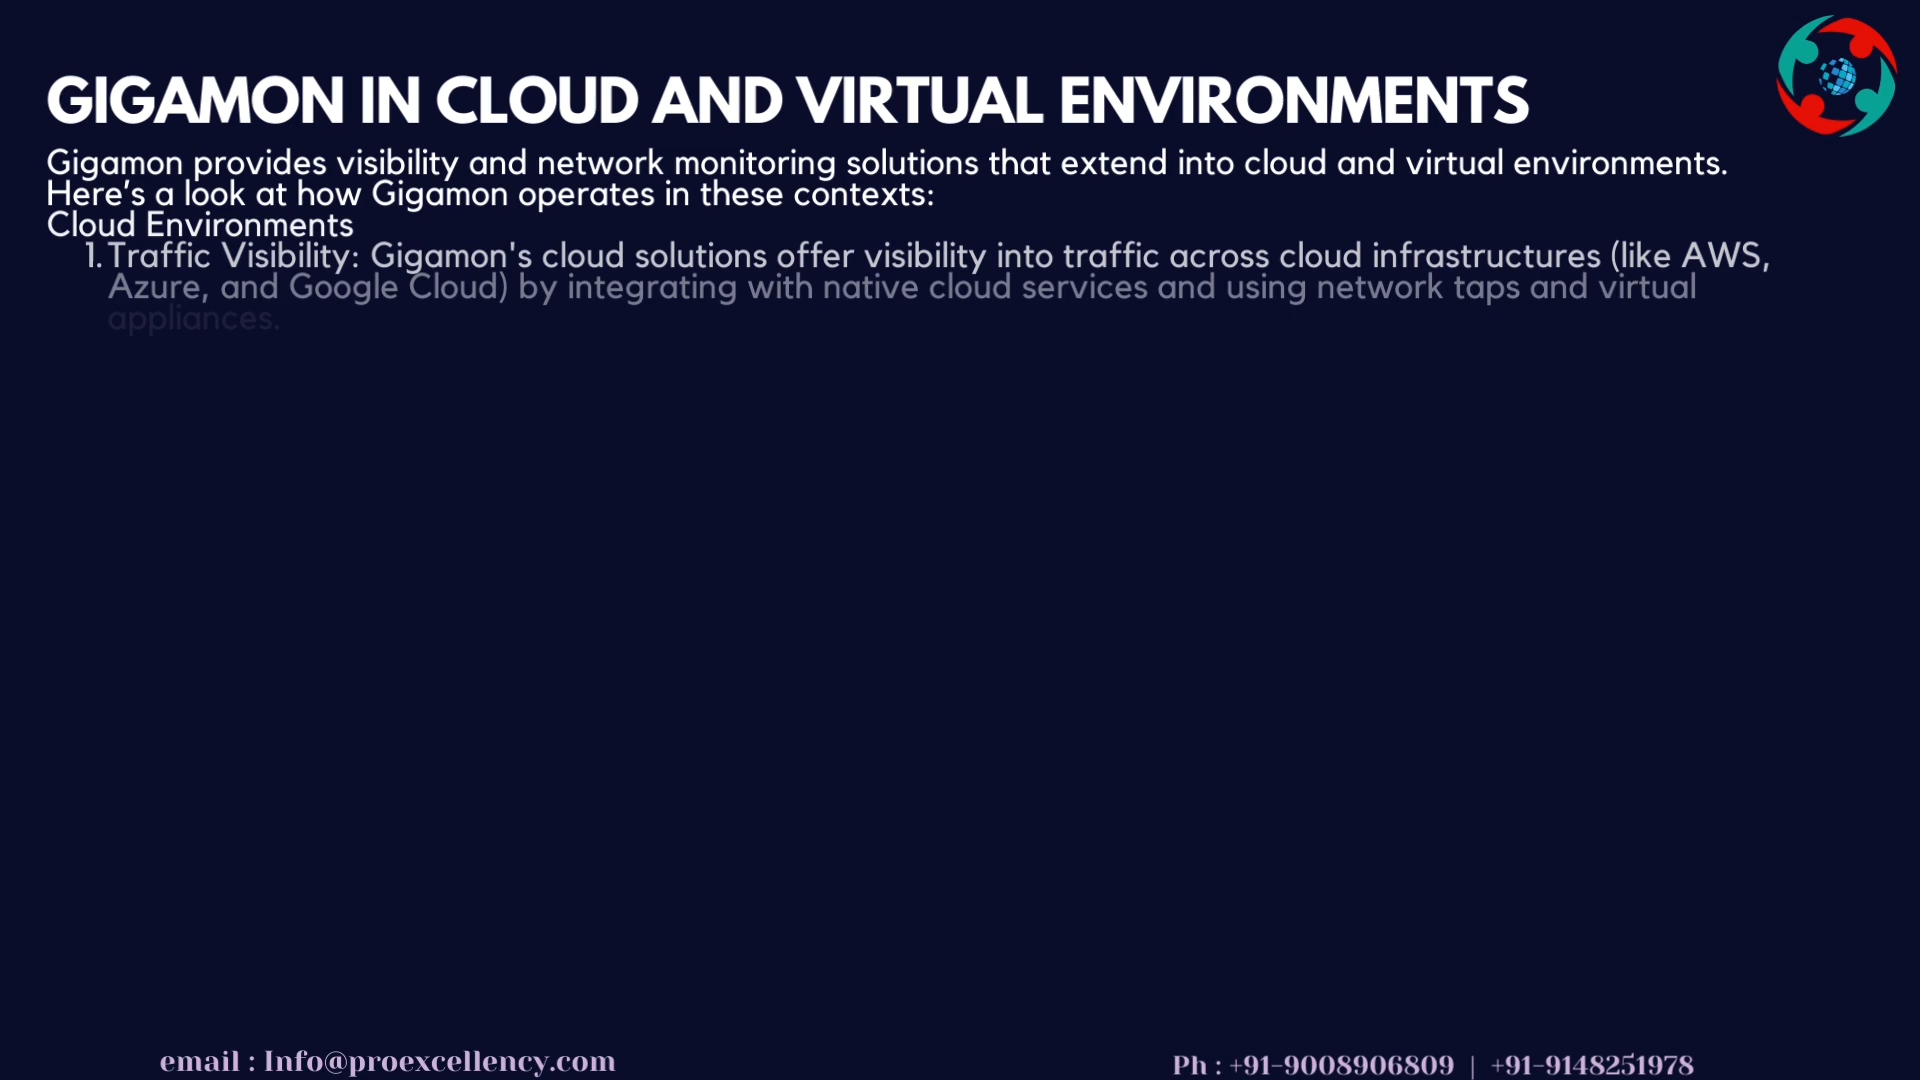 GIGAMON IN CLOUD AND VIRTUAL ENVIRONMENTS
Gigamon provides visibility and network monitoring solutions that extend into cloud and virtual environments.
Here's a look at how Gigamon operates in these contexts:
Cloud Environments
1. Traffic Visibility: Gigamon's cloud solutions offer visibility into traffic across cloud infrastructures (like AWS,
Azure, and Google Cloud) by integrating with native cloud services and using network taps and virtual
appliances.
email : Info@proexcellency.com
Ph : +91-9008906809 | +91-9148251978